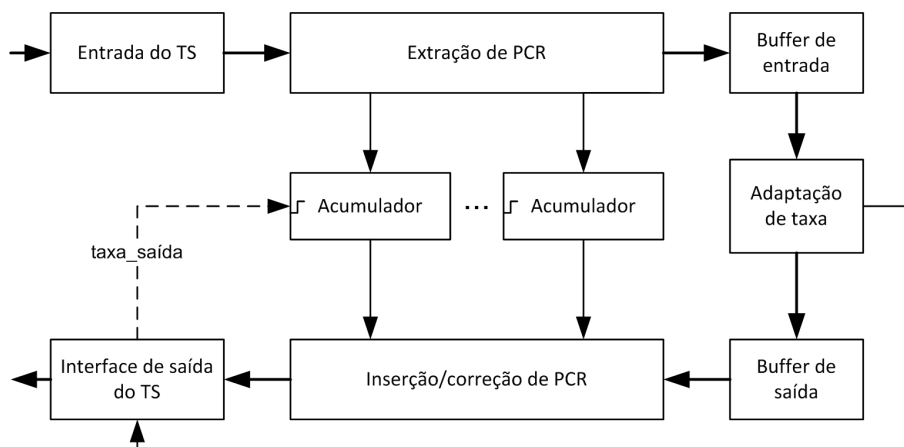 Entrada do TS
Extração de PCR
Buffer de
entrada
Acumulador
...
Acumulador
Adaptação
de taxa
taxa_saída
Interface de saída
do TS
Inserção/correção de PCR
Buffer de
saída